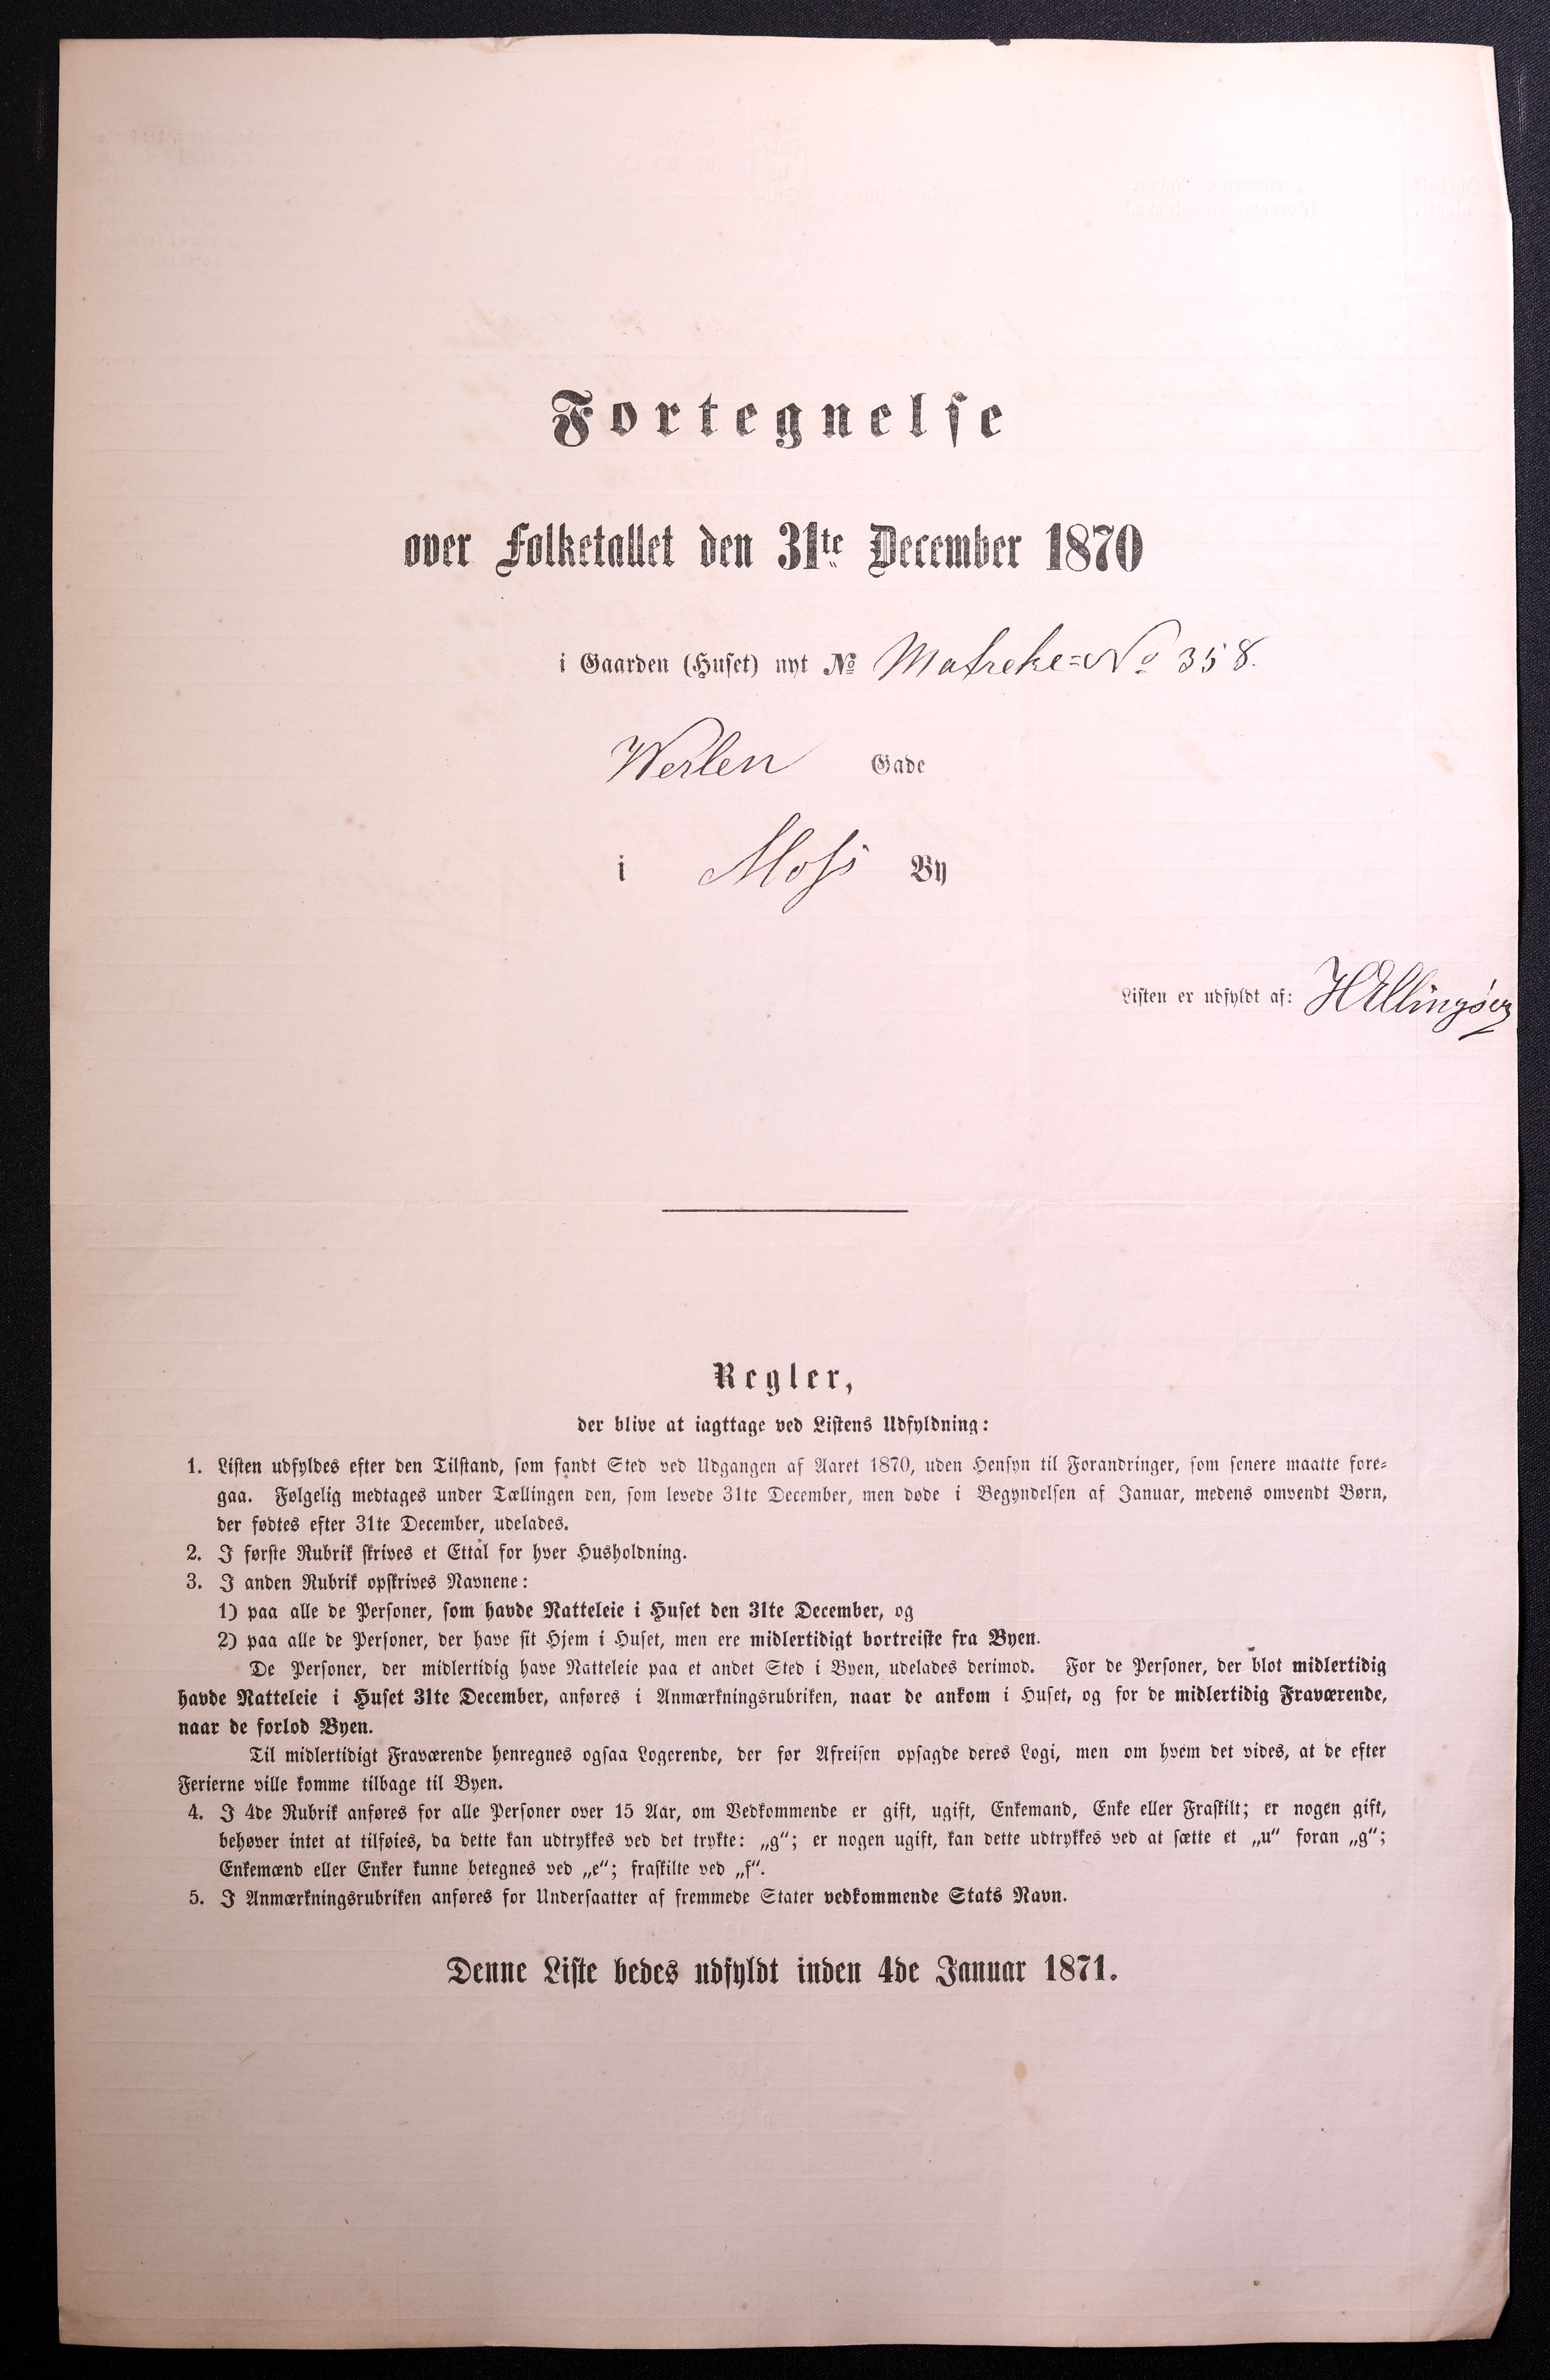 Fortegnelse
over Folketallet den 31te December 1870
i Gaarden (Huset) nyt No Matreke=No 358.
Werlen Gade
i Moss By
Listen er udfyldt af: H Ellingsen
Regler,
der blive at iagttage ved Listens Udfyldning:
1. Listen udfyldes efter den Tilstand, som fandt Sted ved Udgangen af Aaret 1870, uden Hensyn til Forandringer, som senere maatte fore-
gaa. Følgelig medtages under Tællingen den, som levede 31te December, men døde i Begyndelsen af Januar, medens omvendt Børn,
der fødtes efter 31te December, udelades.
2. I første Rubrik skrives et Ettal for hver Husholdning.
3. I anden Rubrik opskrives Navnene:
1) paa alle de Personer, som havde Natteleie i Huset den 31te December, og
2) paa alle de Personer, der have sit Hjem i Huset, men ere midlertidigt bortreiste fra Byen.
De Personer, der midlertidig have Natteleie paa et andet Sted i Byen, udelades derimod. For de Personer, der blot midlertidig
havde Natteleie i Huset 31te December, anføres i Anmærkningsrubriken, naar de ankom i Huset, og for de midlertidig Fraværende,
naar de forlod Byen.
Til midlertidigt Fraværende henregnes ogsaa Logerende, der før Afreisen opsagde deres Logi, men om hvem det vides, at de efter
Ferierne ville komme tilbage til Byen.
4. I 4de Rubrik anføres for alle Personer over 15 Aar, om Vedkommende er gift, ugift, Enkemand, Enke eller Fraskilt; er nogen gift,
behøver intet at tilføies, da dette kan udtrykkes ved det trykte: „g“; er nogen ugift, kan dette udtrykkes ved at sætte et „u“ foran „g“;
Enkemænd eller Enker kunne betegnes ved „e“; fraskilte ved „f“.
5. I Anmærkningsrubriken anføres for Undersaatter af fremmede Stater vedkommende Stats Navn.
Denne Liste bedes udfyldt inden 4de Januar 1871.